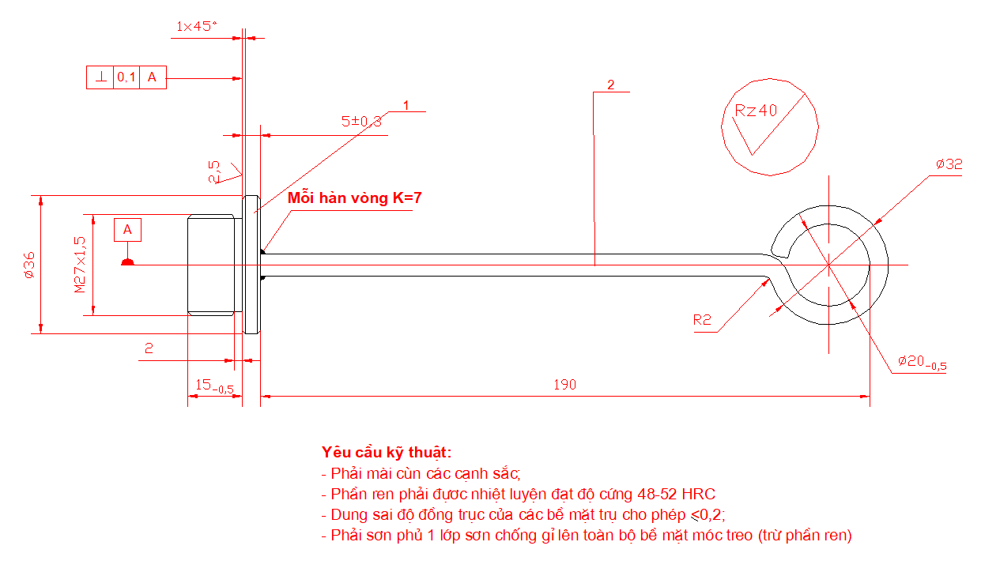 1x45°
⊥ 0,1 A
2
1
5±0,3
Rz40
2,5
Ø32
Mỗi hàn vòng K=7
A
M27x1,5
Ø36
R2
2
Ø20-0,5
15-0,5
190
Yêu cầu kỹ thuật:
- Phải mài cùn các cạnh sắc;
- Phần ren phải đựơc nhiệt luyện đạt độ cứng 48-52 HRC
- Dung sai độ đồng trục của các bề mặt trụ cho phép ≤0,2;
- Phải sơn phủ 1 lớp sơn chống gỉ lên toàn bộ bề mặt móc treo (trừ phần ren)